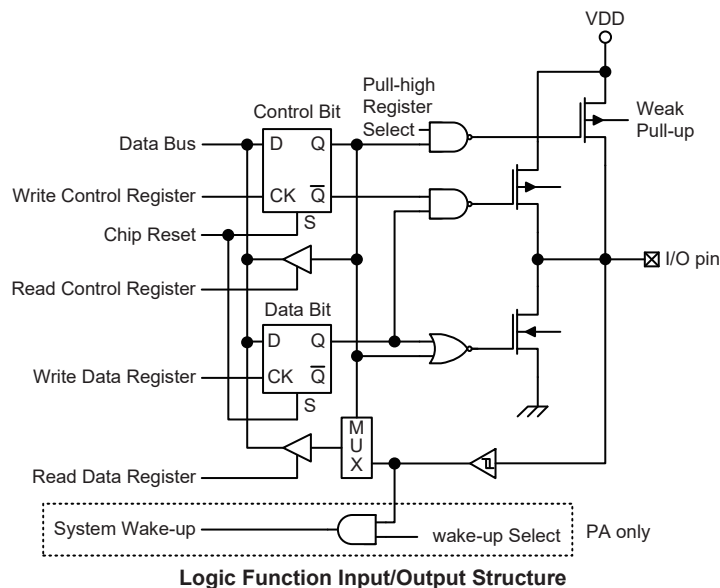 VDD
Pull-high
Register
Select
Control Bit
Weak
Pull-up
Data Bus
D
Q
Write Control Register
CK
Q
S
Chip Reset
I/O pin
Read Control Register
Data Bit
D
Q
Write Data Register
CK
Q
S
M
U
X
Read Data Register
System Wake-up
wake-up Select
PA only
Logic Function Input/Output Structure